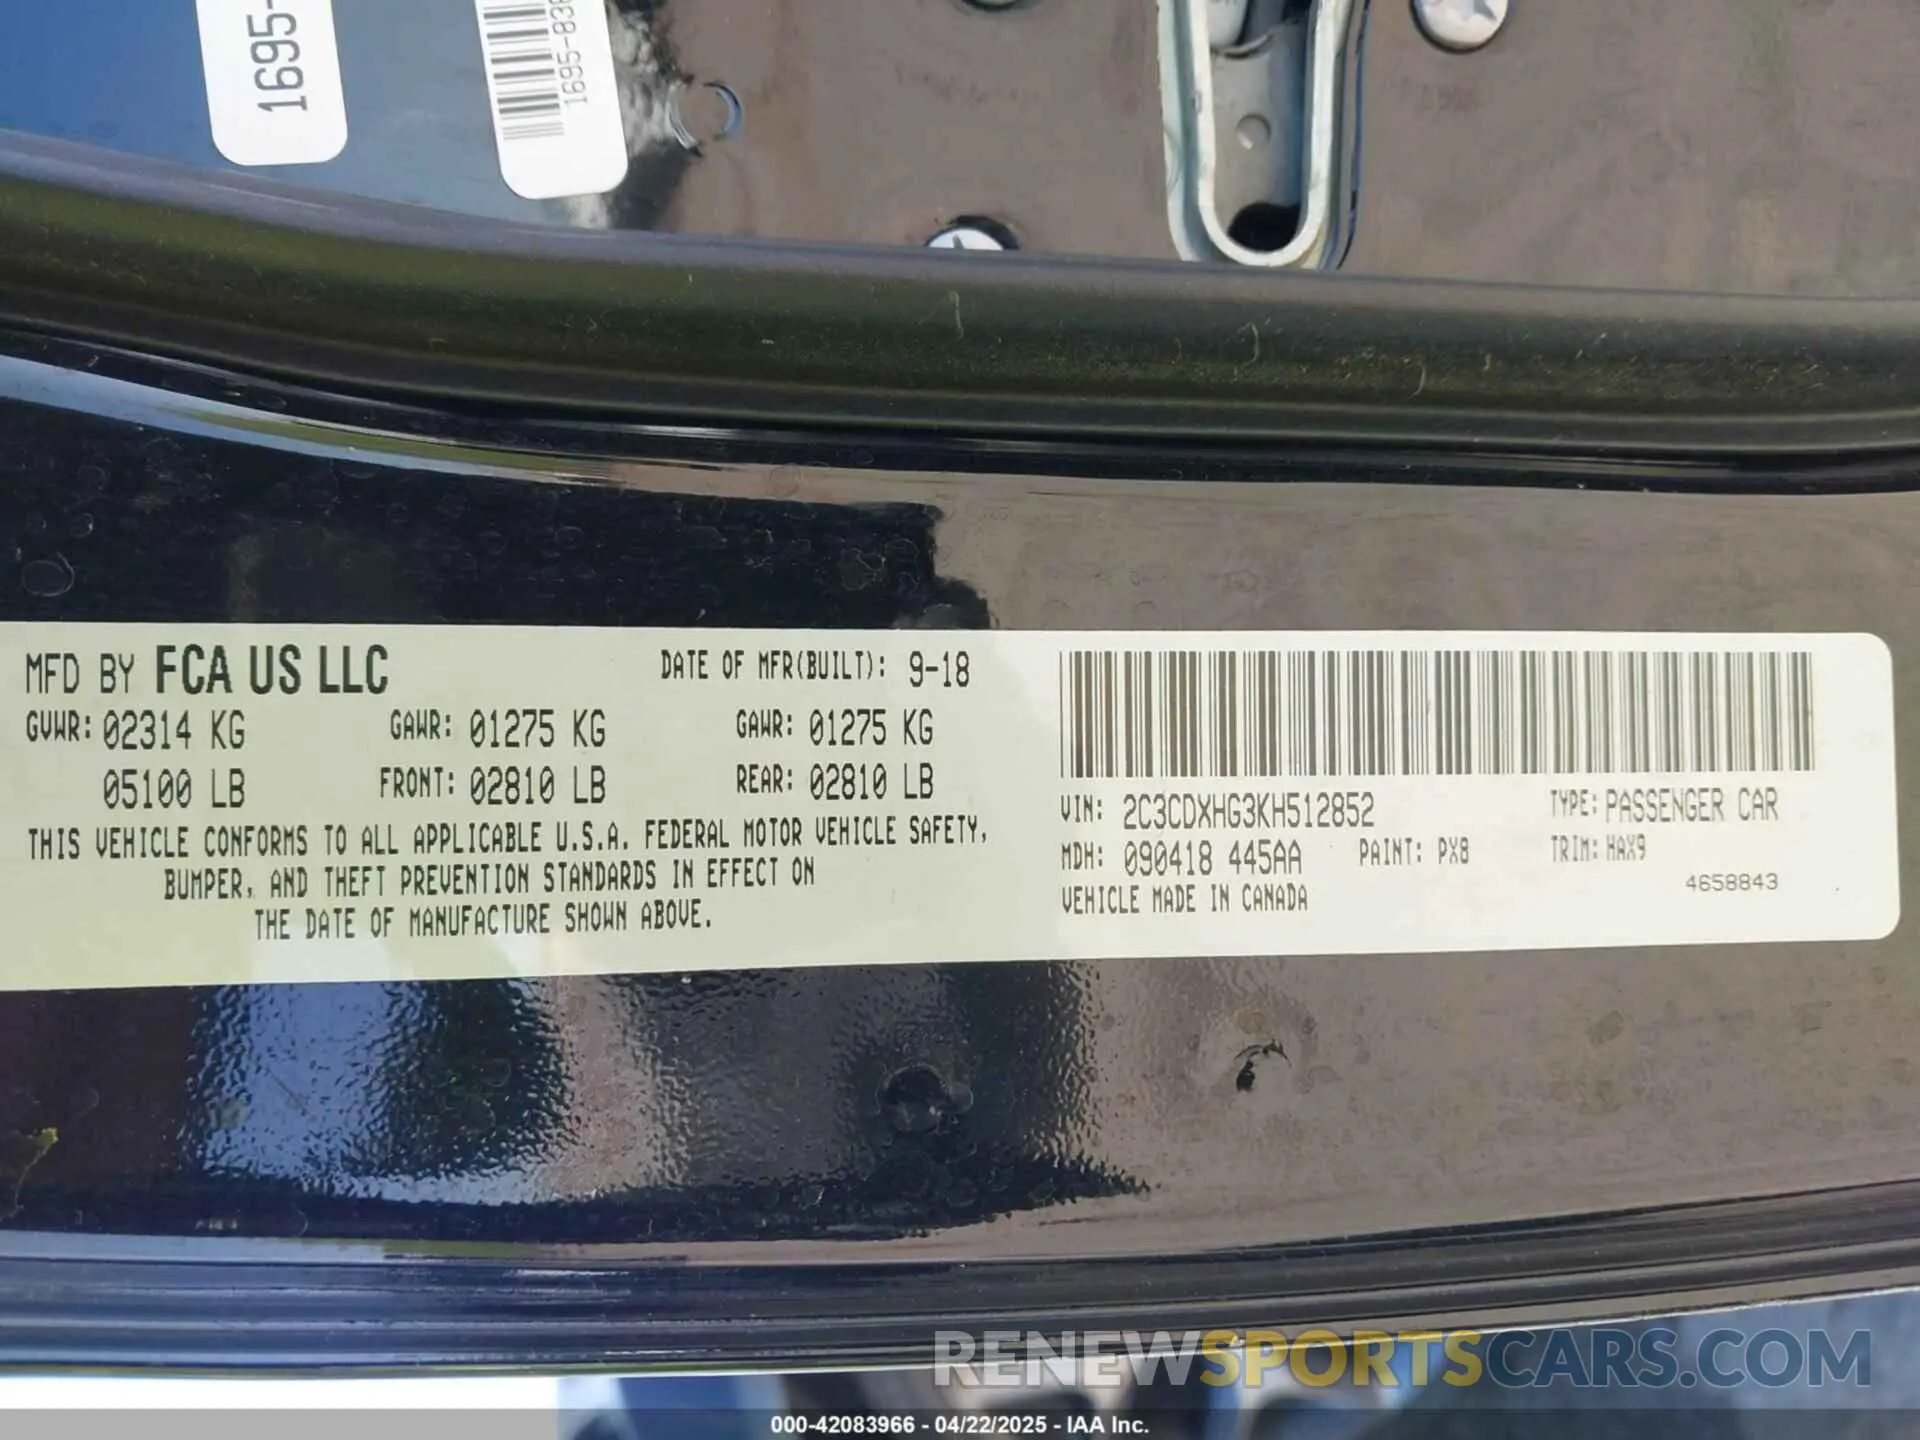 1695-
1695-836
MFD BY FCA US LLC DATE OF MFR(BUILT): 9-18
GVWR: 02314 KG GAWR: 01275 KG GAWR: 01275 KG
05100 LB FRONT: 02810 LB REAR: 02810 LB
THIS VEHICLE CONFORMS TO ALL APPLICABLE U.S.A. FEDERAL MOTOR VEHICLE SAFETY,
BUMPER, AND THEFT PREVENTION STANDARDS IN EFFECT ON
THE DATE OF MANUFACTURE SHOWN ABOVE.
VIN: 2C3CDXHG3KH512852 TYPE: PASSENGER CAR
MDH: 090418 445AA PAINT: PX8 TRIM: HAX9
VEHICLE MADE IN CANADA 4658843
RENEWSPORTSCARS.COM
000-42083966 - 04/22/2025 - IAA Inc.